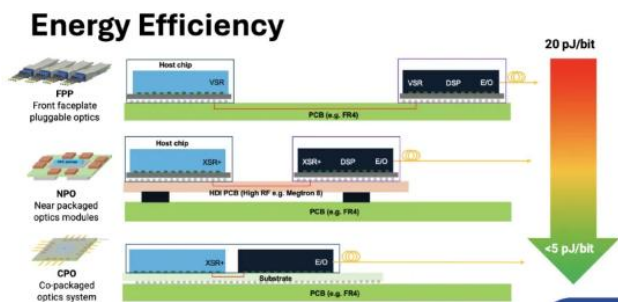 Energy Efficiency
20 pJ/bit
FPP
Front faceplate
pluggable optics
Host chip
VSR
VSR DSP E/O
PCB (e.g. FR4)
NPO
Near packaged
optics modules
Host chip
XSR+
XSR+ DSP E/O
HDI PCB (High RF e.g. Megtron 8)
PCB (e.g. FR4)
<5 pJ/bit
CPO
Co-packaged
optics system
XSR+
E/O
Substrate
PCB (e.g. FR4)